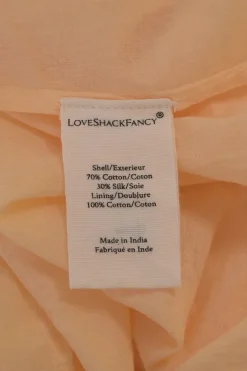 LoveShackFancy®
Shell/Exterieur
70% Cotton/Coton
30% Silk/Soie
Lining/Doublure
100% Cotton/Coton
Made in India
Fabriqué en Inde